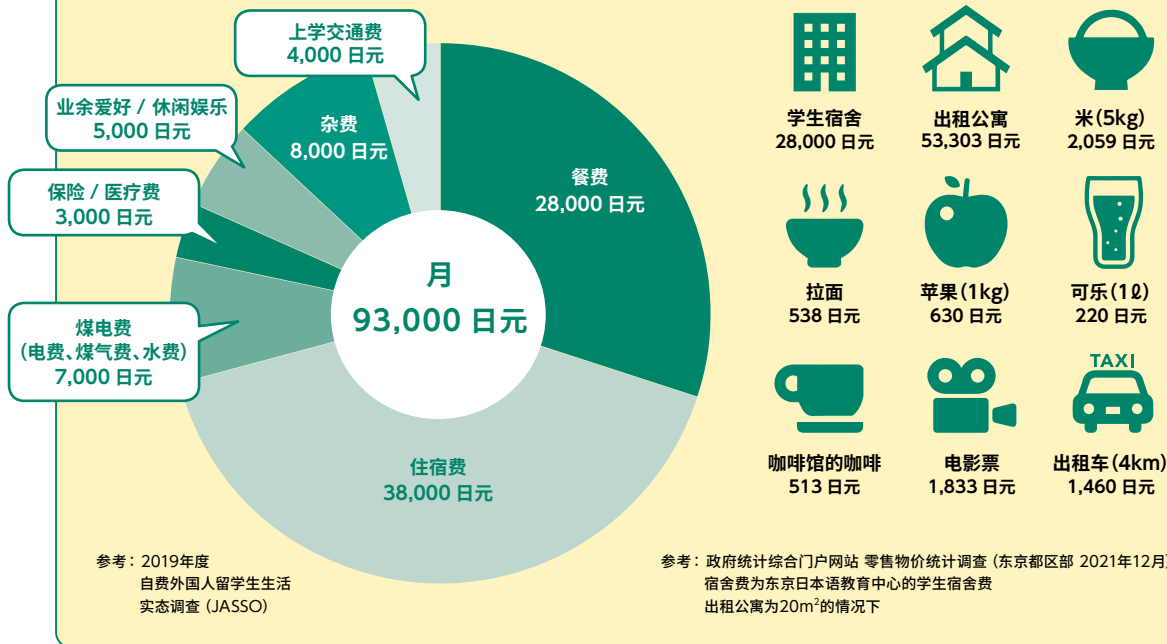 上学交通费
4,000 日元
业余爱好 / 休闲娱乐
5,000 日元
杂费
8,000 日元
保险 / 医疗费
3,000 日元
餐费
28,000 日元
月
93,000 日元
煤电费
(电费、煤气费、水费)
7,000 日元
住宿费
38,000 日元
参考：2019年度
自费外国人留学生生活
实态调查 (JASSO)
学生宿舍
28,000 日元
出租公寓
53,303 日元
米(5kg)
2,059 日元
拉面
538 日元
苹果(1kg)
630 日元
可乐(1ℓ)
220 日元
咖啡馆的咖啡
513 日元
电影票
1,833 日元
TAXI
出租车(4km)
1,460 日元
参考：政府统计综合门户网站 零售物价统计调查 (东京都区部 2021年12月)
宿舍费为东京日本语教育中心的学生宿舍费
出租公寓为20m²的情况下